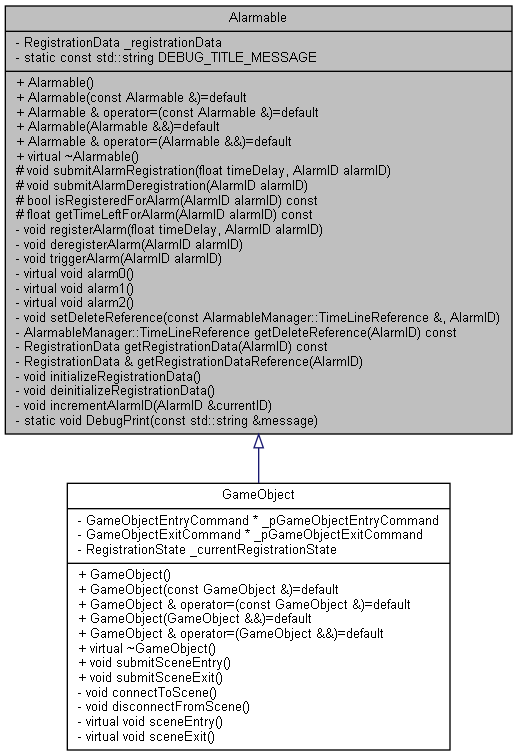 Alarmable
- RegistrationData _registrationData
- static const std::string DEBUG_TITLE_MESSAGE
+ Alarmable()
+ Alarmable(const Alarmable &)=default
+ Alarmable & operator=(const Alarmable &)=default
+ Alarmable(Alarmable &&)=default
+ Alarmable & operator=(Alarmable &&)=default
+ virtual ~Alarmable()
# void submitAlarmRegistration(float timeDelay, AlarmID alarmID)
# void submitAlarmDeregistration(AlarmID alarmID)
# bool isRegisteredForAlarm(AlarmID alarmID) const
# float getTimeLeftForAlarm(AlarmID alarmID) const
- void registerAlarm(float timeDelay, AlarmID alarmID)
- void deregisterAlarm(AlarmID alarmID)
- void triggerAlarm(AlarmID alarmID)
- virtual void alarm0()
- virtual void alarm1()
- virtual void alarm2()
- void setDeleteReference(const AlarmableManager::TimeLineReference &, AlarmID)
- AlarmableManager::TimeLineReference getDeleteReference(AlarmID) const
- RegistrationData getRegistrationData(AlarmID) const
- RegistrationData & getRegistrationDataReference(AlarmID)
- void initializeRegistrationData()
- void deinitializeRegistrationData()
- void incrementAlarmID(AlarmID &currentID)
- static void DebugPrint(const std::string &message)
GameObject
- GameObjectEntryCommand * _pGameObjectEntryCommand
- GameObjectExitCommand * _pGameObjectExitCommand
- RegistrationState _currentRegistrationState
+ GameObject()
+ GameObject(const GameObject &)=default
+ GameObject & operator=(const GameObject &)=default
+ GameObject(GameObject &&)=default
+ GameObject & operator=(GameObject &&)=default
+ virtual ~GameObject()
+ void submitSceneEntry()
+ void submitSceneExit()
- void connectToScene()
- void disconnectFromScene()
- virtual void sceneEntry()
- virtual void sceneExit()